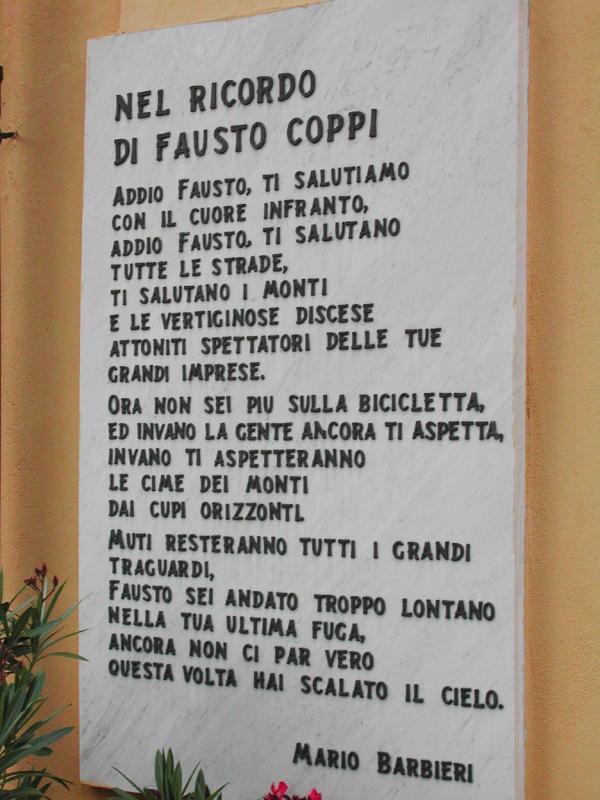 NEL RICORDO
DI FAUSTO COPPI
ADDIO FAUSTO, TI SALUTIAMO
CON IL CUORE INFRANTO,
ADDIO FAUSTO, TI SALUTANO
TUTTE LE STRADE,
TI SALUTANO I MONTI
E LE VERTIGINOSE DISCESE
ATTONITI SPETTATORI DELLE TUE
GRANDI IMPRESE.
ORA NON SEI PIU SULLA BICICLETTA,
ED INVANO LA GENTE ANCORA TI ASPETTA,
INVANO TI ASPETTERANNO
LE CIME DEI MONTI
DAI CUPI ORIZZONTI.
MUTI RESTERANNO TUTTI I GRANDI
TRAGUARDI,
FAUSTO SEI ANDATO TROPPO LONTANO
NELLA TUA ULTIMA FUGA,
ANCORA NON CI PAR VERO
QUESTA VOLTA HAI SCALATO IL CIELO.
MARIO BARBIERI